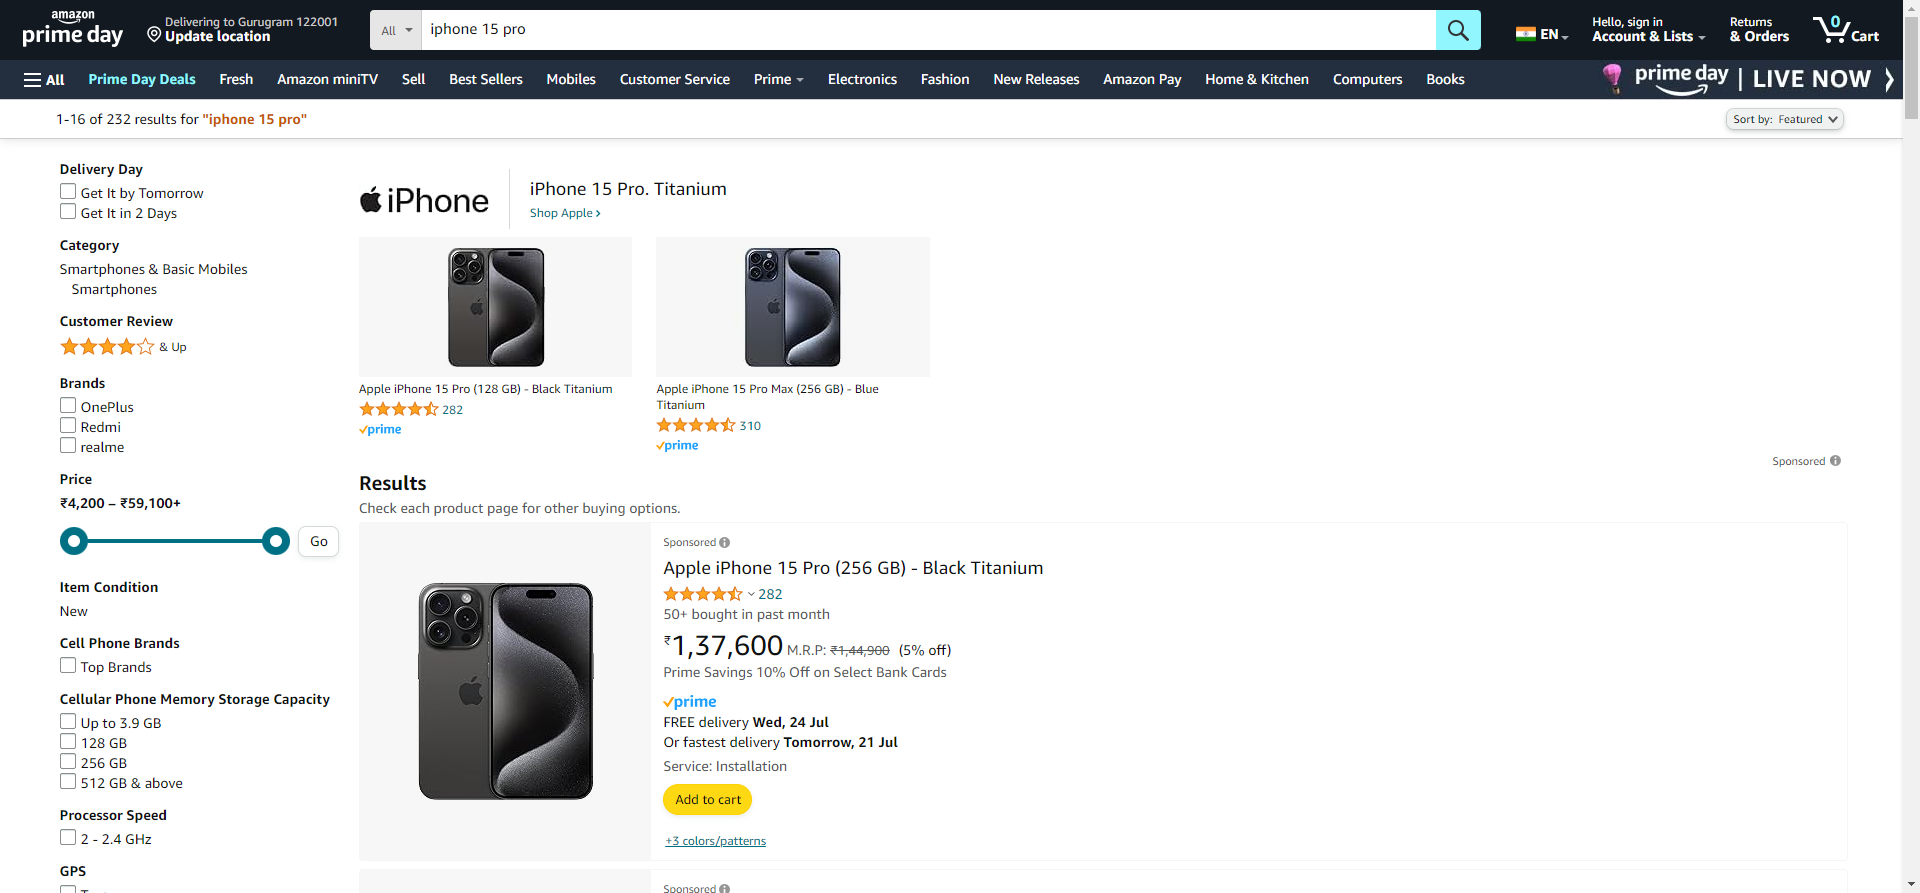 amazon
prime day
Delivering to Gurugram 122001
Update location
All
iphone 15 pro
EN
Hello, sign in
Account & Lists
Returns
& Orders
0
Cart
All
Prime Day Deals
Fresh
Amazon miniTV
Sell
Best Sellers
Mobiles
Customer Service
Prime
Electronics
Fashion
New Releases
Amazon Pay
Home & Kitchen
Computers
Books
prime day | LIVE NOW
1-16 of 232 results for "iphone 15 pro"
Sort by: Featured
Delivery Day
Get It by Tomorrow
Get It in 2 Days
Category
Smartphones & Basic Mobiles
Smartphones
Customer Review
& Up
Brands
OnePlus
Redmi
realme
Price
₹4,200 – ₹59,100+
Go
Item Condition
New
Cell Phone Brands
Top Brands
Cellular Phone Memory Storage Capacity
Up to 3.9 GB
128 GB
256 GB
512 GB & above
Processor Speed
2 - 2.4 GHz
GPS
iPhone
iPhone 15 Pro. Titanium
Shop Apple ›
Apple iPhone 15 Pro (128 GB) - Black Titanium
282
prime
Apple iPhone 15 Pro Max (256 GB) - Blue
Titanium
310
prime
Sponsored
Results
Check each product page for other buying options.
Sponsored
Apple iPhone 15 Pro (256 GB) - Black Titanium
282
50+ bought in past month
₹1,37,600 M.R.P: ₹1,44,900 (5% off)
Prime Savings 10% Off on Select Bank Cards
prime
FREE delivery Wed, 24 Jul
Or fastest delivery Tomorrow, 21 Jul
Service: Installation
Add to cart
+3 colors/patterns
Sponsored